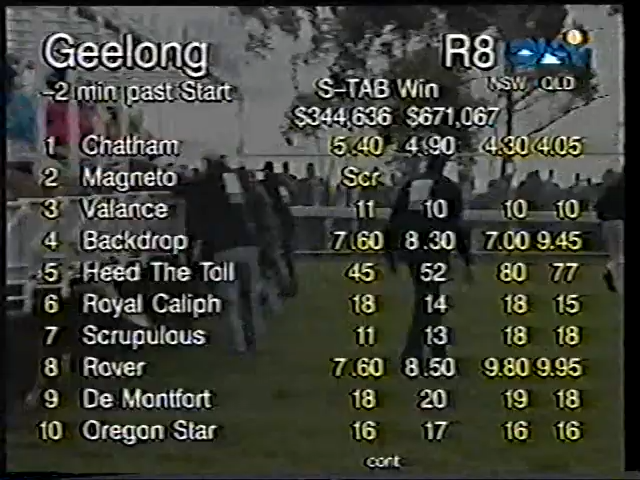 Geelong R8
-2 min past Start S-TAB Win NSW QLD
$344,636 $671,067
1 Chatham 5.40 4.90 4.30 4.05
2 Magneto Scr
3 Valance 11 10 10 10
4 Backdrop 7.60 8.30 7.00 9.45
5 Heed The Toll 45 52 80 77
6 Royal Caliph 18 14 18 15
7 Scrupulous 11 13 18 18
8 Rover 7.60 8.50 9.80 9.95
9 De Montfort 18 20 19 18
10 Oregon Star 16 17 16 16
cont